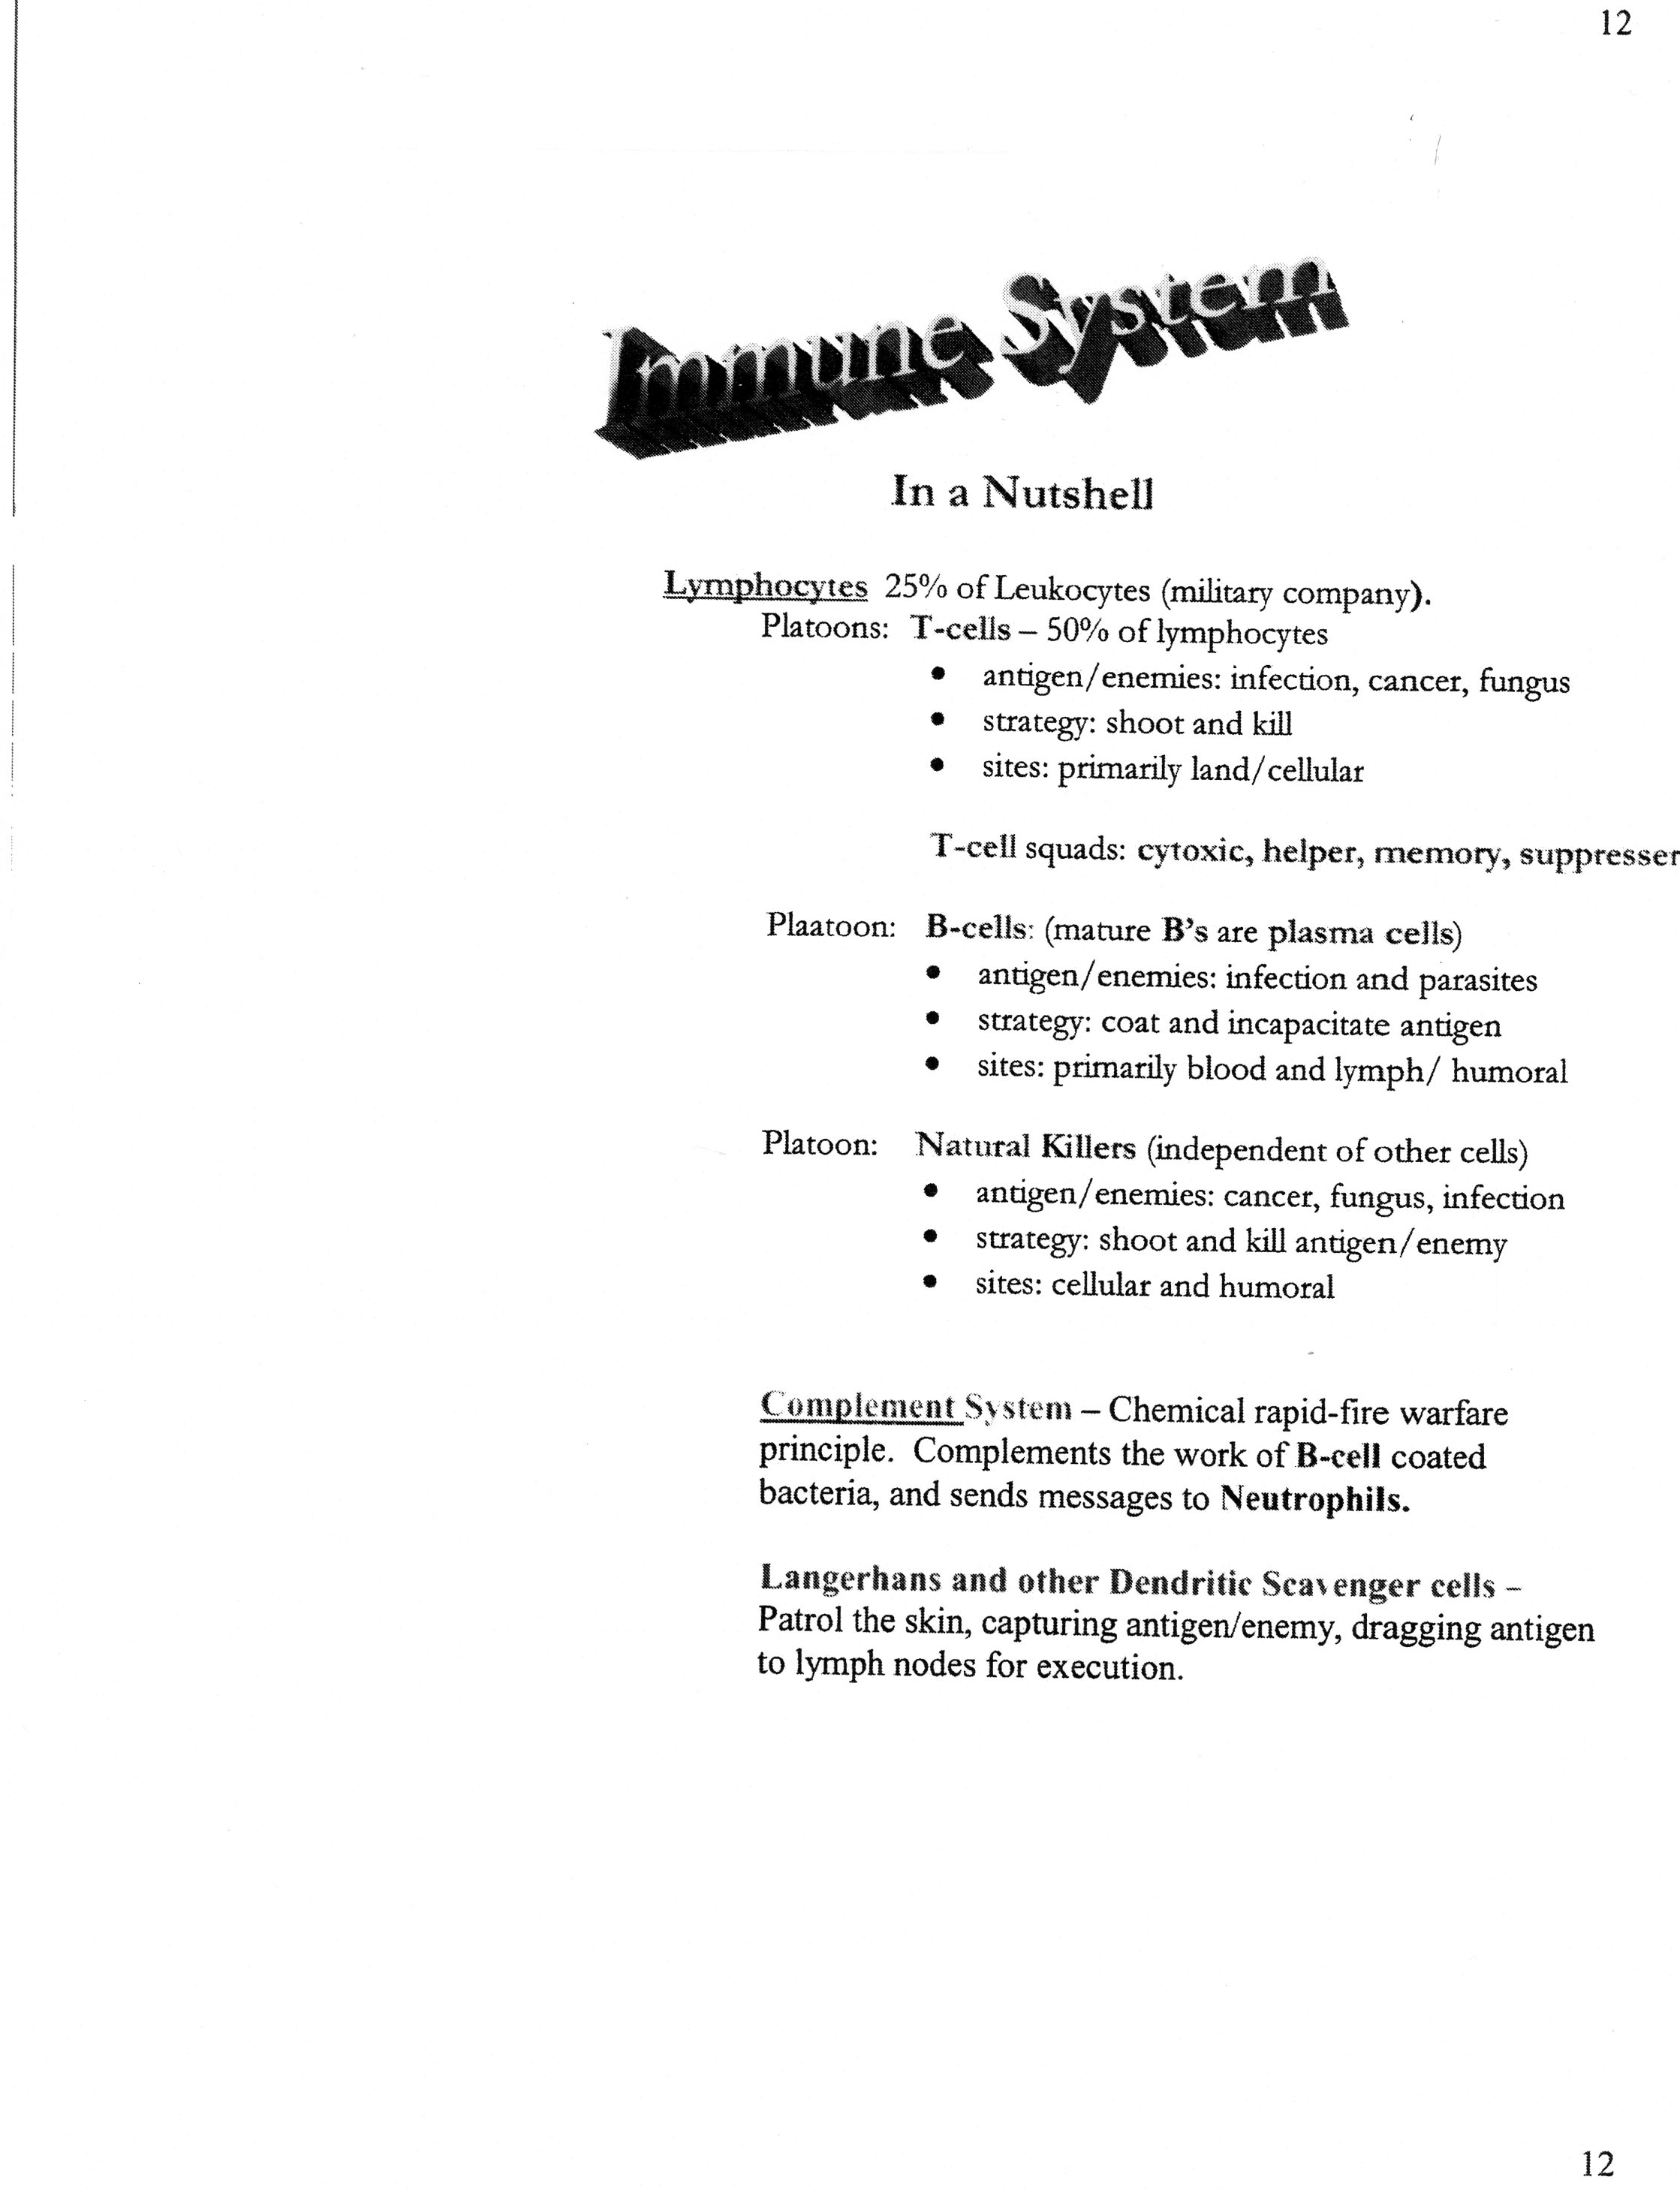 12
Immune System
In a Nutshell
Lymphocytes 25% of Leukocytes (military company).
Platoons: T-cells – 50% of lymphocytes
• antigen/enemies: infection, cancer, fungus
• strategy: shoot and kill
• sites: primarily land/cellular
T-cell squads: cytoxic, helper, memory, suppresser
Plaatoon: B-cells: (mature B's are plasma cells)
• antigen/enemies: infection and parasites
• strategy: coat and incapacitate antigen
• sites: primarily blood and lymph/ humoral
Platoon: Natural Killers (independent of other cells)
• antigen/enemies: cancer, fungus, infection
• strategy: shoot and kill antigen/enemy
• sites: cellular and humoral
Complement System – Chemical rapid-fire warfare
principle. Complements the work of B-cell coated
bacteria, and sends messages to Neutrophils.
Langerhans and other Dendritic Scavenger cells –
Patrol the skin, capturing antigen/enemy, dragging antigen
to lymph nodes for execution.
12